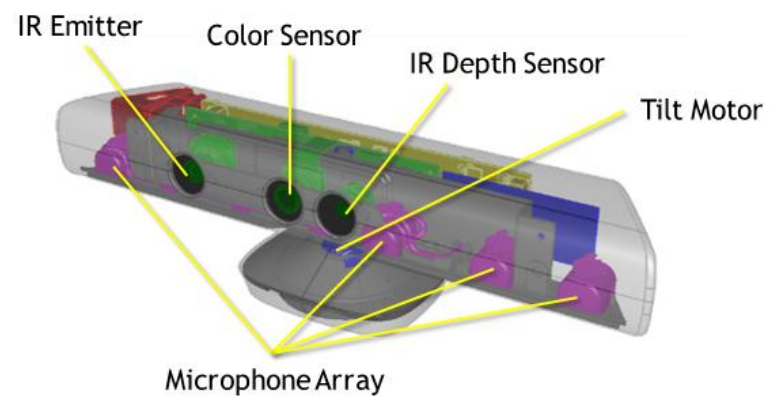 IR Emitter
Color Sensor
IR Depth Sensor
Tilt Motor
Microphone Array